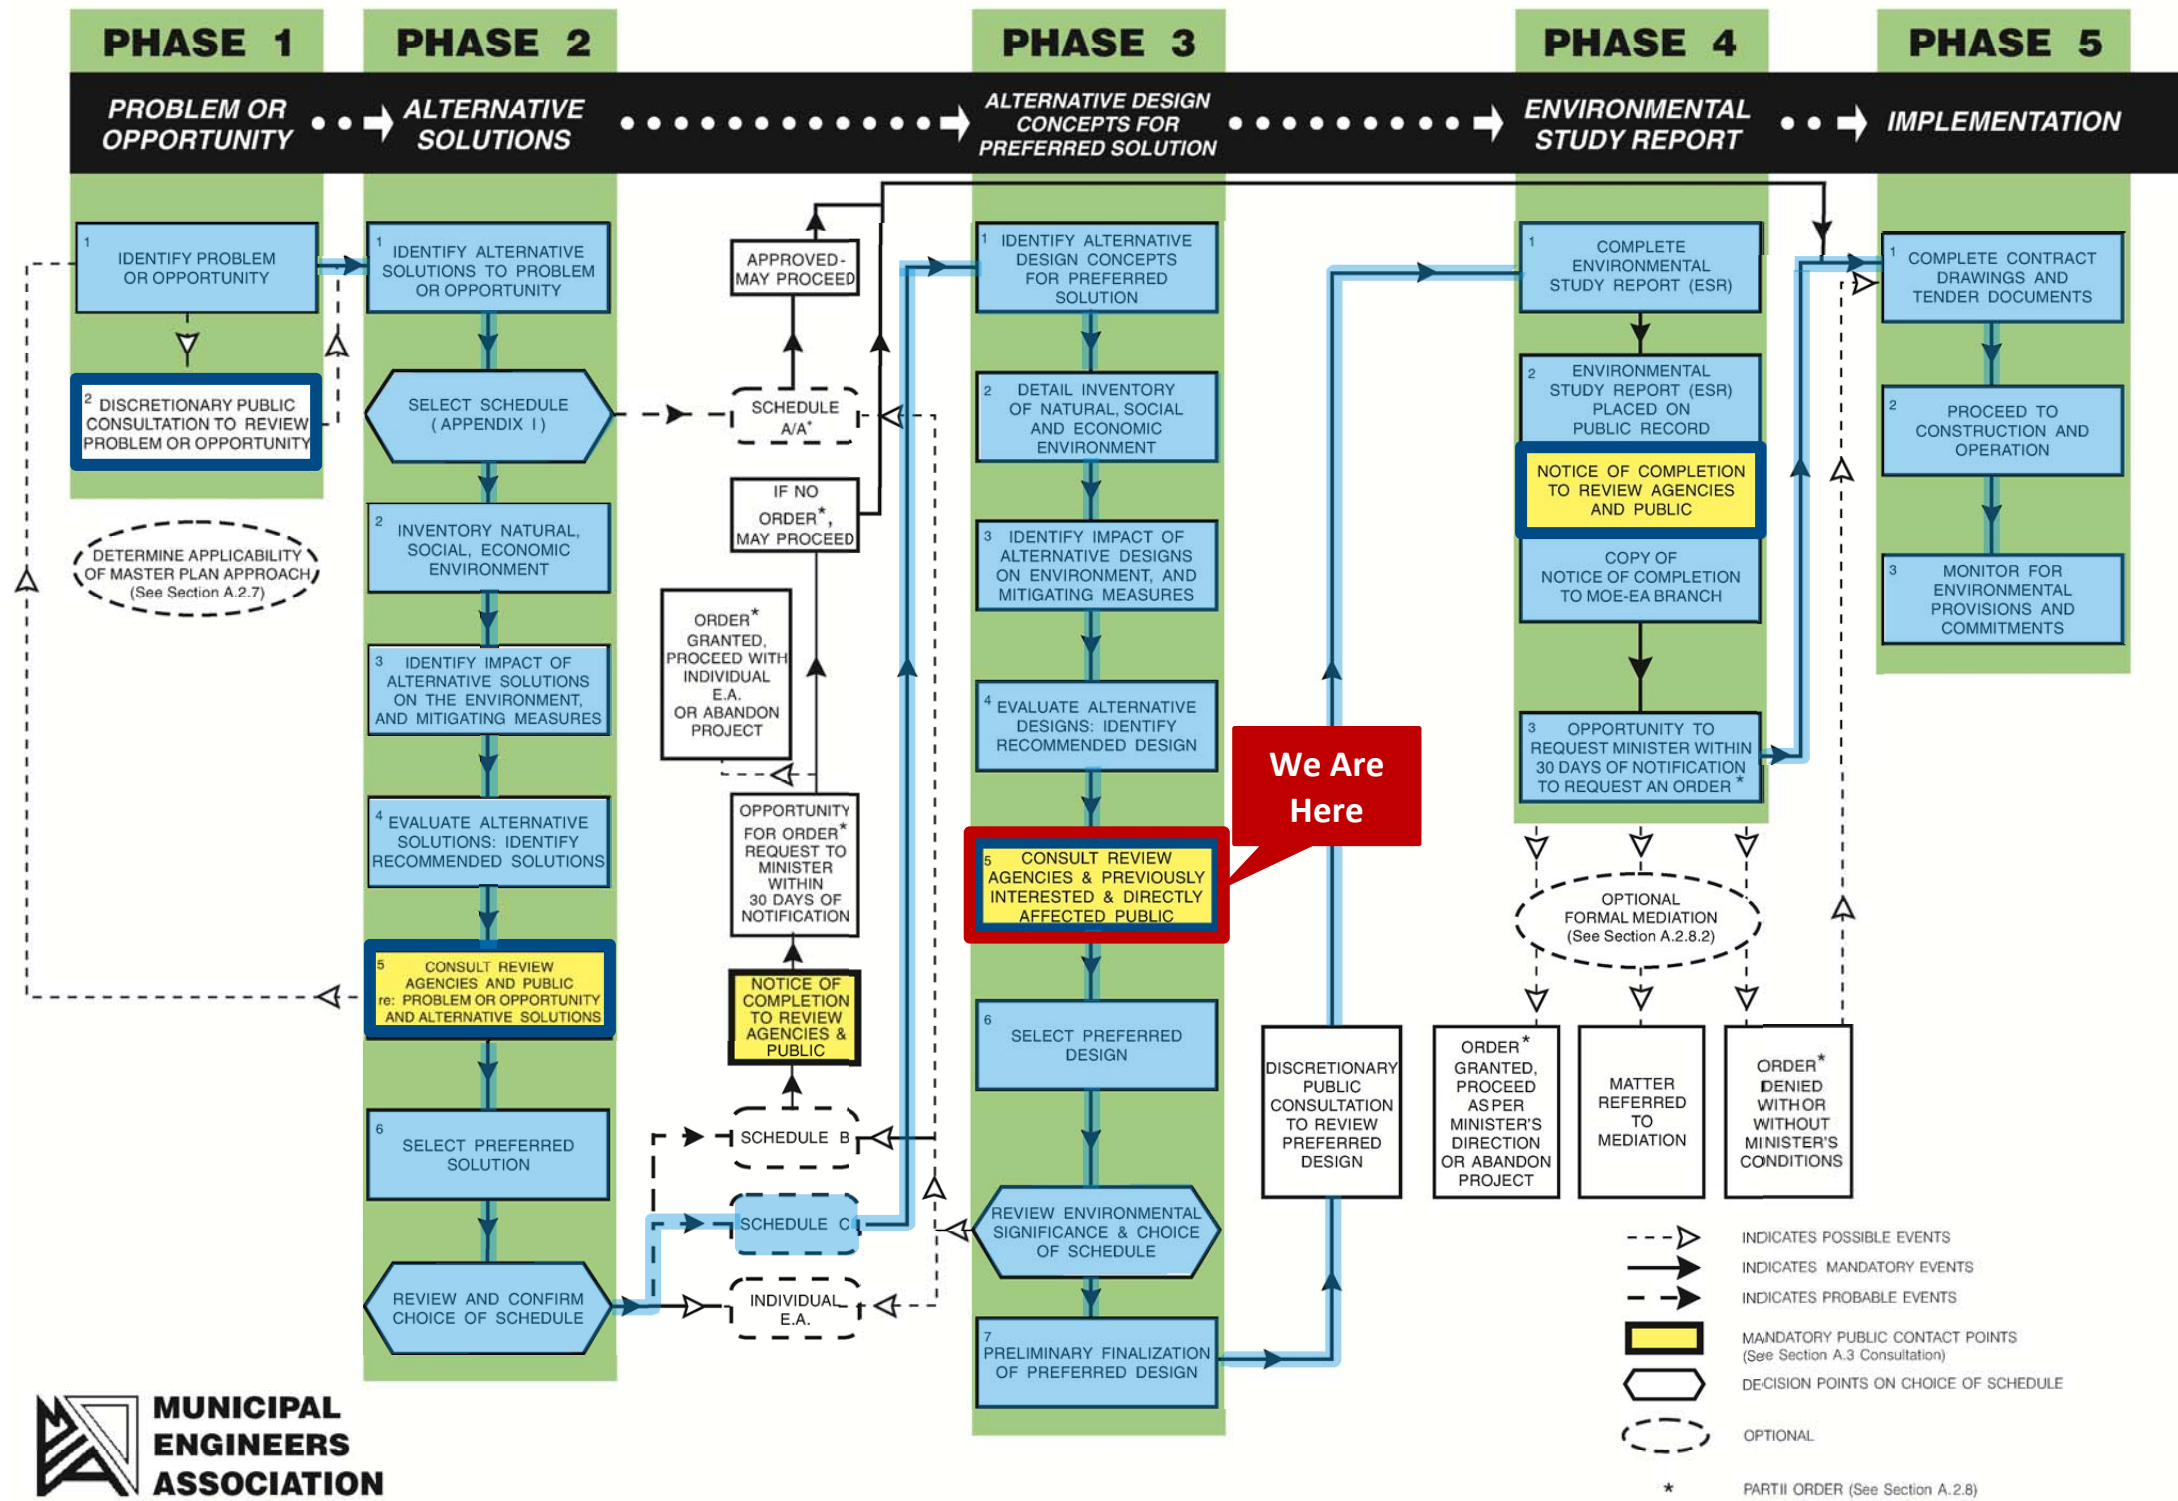 PHASE 1
PHASE 2
PHASE 3
PHASE 4
PHASE 5
PROBLEM OR
OPPORTUNITY
ALTERNATIVE
SOLUTIONS
ALTERNATIVE DESIGN
CONCEPTS FOR
PREFERRED SOLUTION
ENVIRONMENTAL
STUDY REPORT
IMPLEMENTATION
1
IDENTIFY PROBLEM
OR OPPORTUNITY
2 DISCRETIONARY PUBLIC
CONSULTATION TO REVIEW
PROBLEM OR OPPORTUNITY
DETERMINE APPLICABILITY
OF MASTER PLAN APPROACH
(See Section A.2.7)
1
IDENTIFY ALTERNATIVE
SOLUTIONS TO PROBLEM
OR OPPORTUNITY
SELECT SCHEDULE
( APPENDIX I )
2
INVENTORY NATURAL,
SOCIAL, ECONOMIC
ENVIRONMENT
3 IDENTIFY IMPACT OF
ALTERNATIVE SOLUTIONS
ON THE ENVIRONMENT,
AND MITIGATING MEASURES
4 EVALUATE ALTERNATIVE
SOLUTIONS: IDENTIFY
RECOMMENDED SOLUTIONS
5 CONSULT REVIEW
AGENCIES AND PUBLIC
re: PROBLEM OR OPPORTUNITY
AND ALTERNATIVE SOLUTIONS
6
SELECT PREFERRED
SOLUTION
REVIEW AND CONFIRM
CHOICE OF SCHEDULE
APPROVED-
MAY PROCEED
SCHEDULE
A/A*
IF NO
ORDER*,
MAY PROCEED
ORDER*
GRANTED,
PROCEED WITH
INDIVIDUAL
E.A.
OR ABANDON
PROJECT
OPPORTUNITY
FOR ORDER*
REQUEST TO
MINISTER
WITHIN
30 DAYS OF
NOTIFICATION
NOTICE OF
COMPLETION
TO REVIEW
AGENCIES &
PUBLIC
SCHEDULE B
SCHEDULE C
INDIVIDUAL
E.A.
1 IDENTIFY ALTERNATIVE
DESIGN CONCEPTS
FOR PREFERRED
SOLUTION
2 DETAIL INVENTORY
OF NATURAL, SOCIAL
AND ECONOMIC
ENVIRONMENT
3 IDENTIFY IMPACT OF
ALTERNATIVE DESIGNS
ON ENVIRONMENT, AND
MITIGATING MEASURES
4 EVALUATE ALTERNATIVE
DESIGNS: IDENTIFY
RECOMMENDED DESIGN
We Are
Here
5 CONSULT REVIEW
AGENCIES & PREVIOUSLY
INTERESTED & DIRECTLY
AFFECTED PUBLIC
6
SELECT PREFERRED
DESIGN
REVIEW ENVIRONMENTAL
SIGNIFICANCE & CHOICE
OF SCHEDULE
7
PRELIMINARY FINALIZATION
OF PREFERRED DESIGN
DISCRETIONARY
PUBLIC
CONSULTATION
TO REVIEW
PREFERRED
DESIGN
1 COMPLETE
ENVIRONMENTAL
STUDY REPORT (ESR)
2 ENVIRONMENTAL
STUDY REPORT (ESR)
PLACED ON
PUBLIC RECORD
NOTICE OF COMPLETION
TO REVIEW AGENCIES
AND PUBLIC
COPY OF
NOTICE OF COMPLETION
TO MOE-EA BRANCH
3 OPPORTUNITY TO
REQUEST MINISTER WITHIN
30 DAYS OF NOTIFICATION
TO REQUEST AN ORDER *
OPTIONAL
FORMAL MEDIATION
(See Section A.2.8.2)
ORDER*
GRANTED,
PROCEED
AS PER
MINISTER'S
DIRECTION
OR ABANDON
PROJECT
MATTER
REFERRED
TO
MEDIATION
ORDER*
DENIED
WITH OR
WITHOUT
MINISTER'S
CONDITIONS
1 COMPLETE CONTRACT
DRAWINGS AND
TENDER DOCUMENTS
2
PROCEED TO
CONSTRUCTION AND
OPERATION
3 MONITOR FOR
ENVIRONMENTAL
PROVISIONS AND
COMMITMENTS
INDICATES POSSIBLE EVENTS
INDICATES MANDATORY EVENTS
INDICATES PROBABLE EVENTS
MANDATORY PUBLIC CONTACT POINTS
(See Section A.3 Consultation)
DECISION POINTS ON CHOICE OF SCHEDULE
OPTIONAL
* PART II ORDER (See Section A.2.8)
MUNICIPAL
ENGINEERS
ASSOCIATION